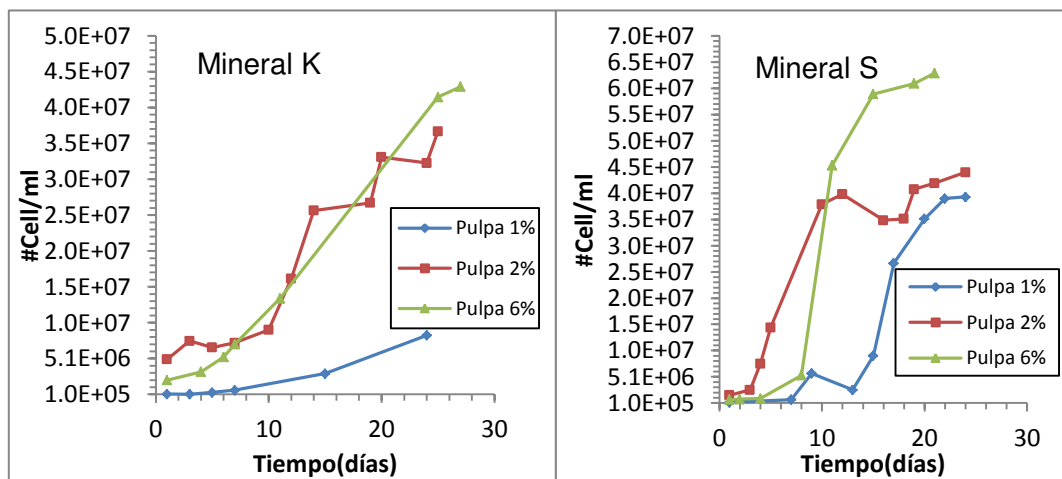 Mineral K
#Cell/ml
5.0E+07
4.5E+07
4.0E+07
3.5E+07
3.0E+07
2.5E+07
2.0E+07
1.5E+07
1.0E+07
5.1E+06
1.0E+05
0
10
20
30
Tiempo(días)
Pulpa 1%
Pulpa 2%
Pulpa 6%
Mineral S
#Cell/ml
7.0E+07
6.5E+07
6.0E+07
5.5E+07
5.0E+07
4.5E+07
4.0E+07
3.5E+07
3.0E+07
2.5E+07
2.0E+07
1.5E+07
1.0E+07
5.1E+06
1.0E+05
0
10
20
30
Tiempo(días)
Pulpa 1%
Pulpa 2%
Pulpa 6%